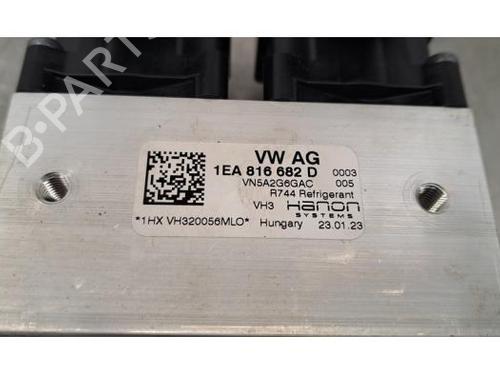 B-PARTS
VW AG
1EA 816 682 D 0003
VN5A2G6GAC 005
R744 Refrigerant
VH3 Hanon
SYSTEMS
*1HX VH320056MLO* Hungary 23.01.23